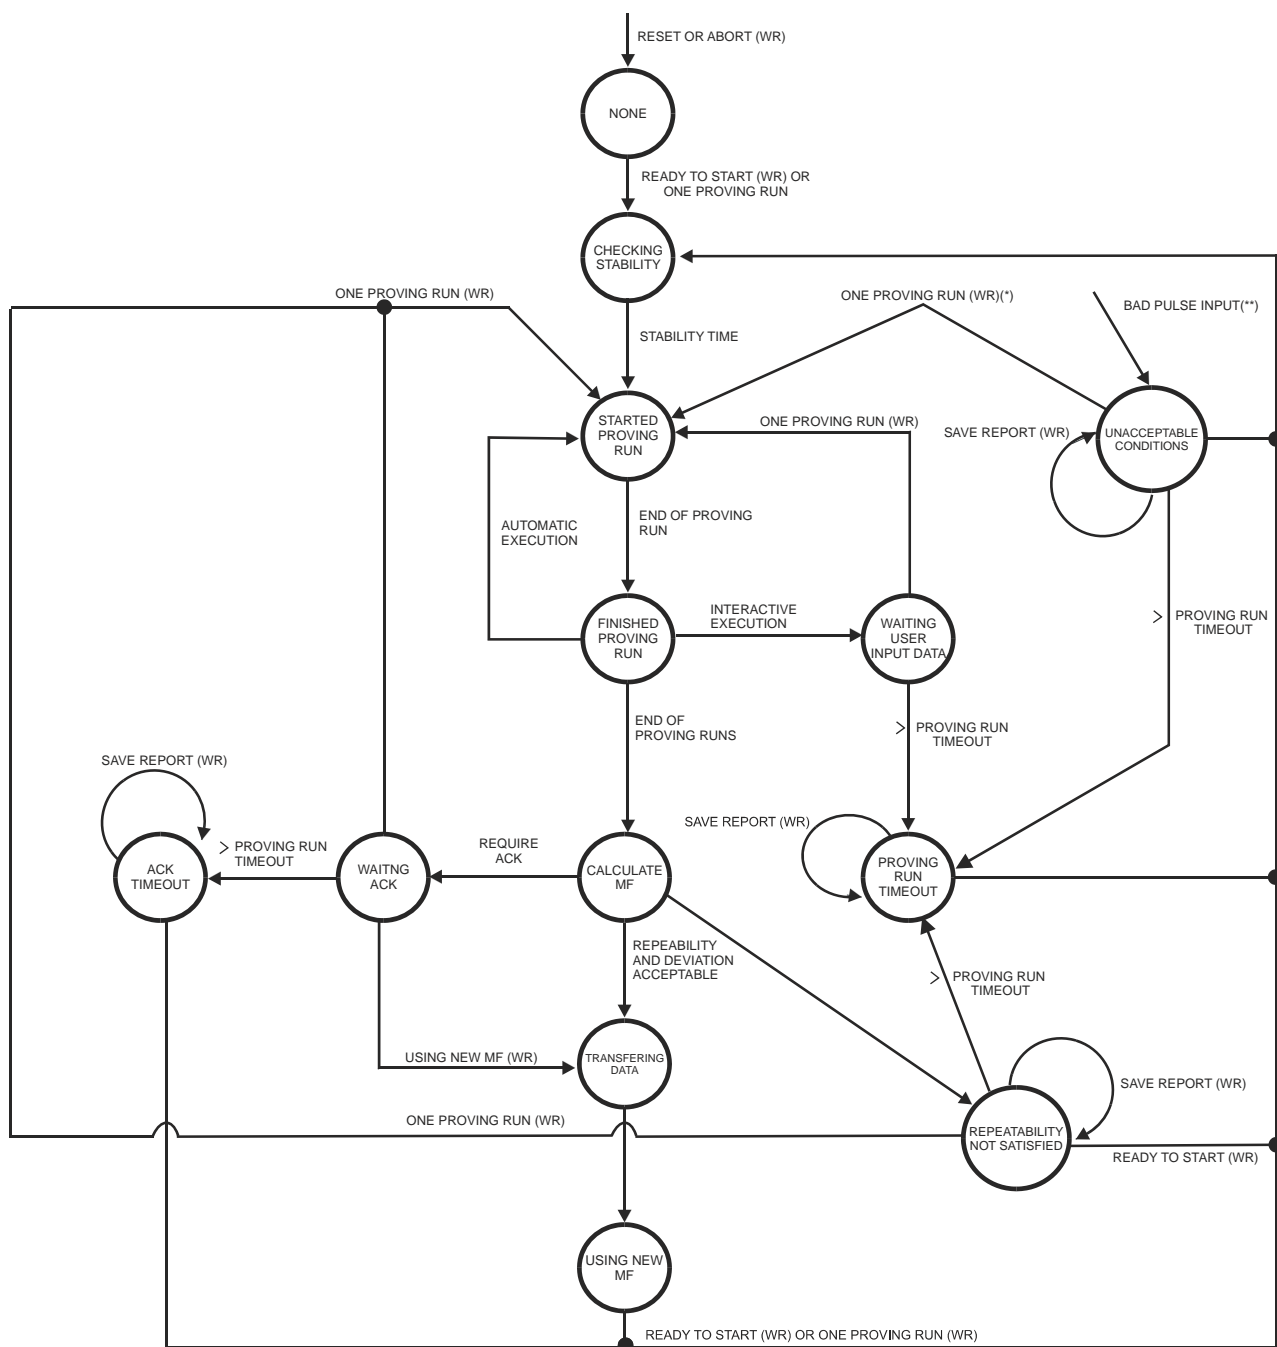 RESET OR ABORT (WR)
NONE
READY TO START (WR) OR
ONE PROVING RUN
CHECKING
STABILITY
ONE PROVING RUN (WR)
ONE PROVING RUN (WR)(*)
BAD PULSE INPUT(**)
STABILITY TIME
STARTED
PROVING
RUN
ONE PROVING RUN (WR)
SAVE REPORT (WR)
UNACCEPTABLE
CONDITIONS
AUTOMATIC
EXECUTION
END OF PROVING
RUN
FINISHED
PROVING
RUN
INTERACTIVE
EXECUTION
WAITING
USER
INPUT DATA
> PROVING RUN
TIMEOUT
END OF
PROVING RUNS
> PROVING RUN
TIMEOUT
SAVE REPORT (WR)
SAVE REPORT (WR)
ACK
TIMEOUT
> PROVING RUN
TIMEOUT
WAITNG
ACK
REQUIRE
ACK
CALCULATE
MF
PROVING
RUN
TIMEOUT
REPEABILITY
AND DEVIATION
ACCEPTABLE
> PROVING RUN
TIMEOUT
USING NEW MF (WR)
TRANSFERING
DATA
SAVE REPORT (WR)
ONE PROVING RUN (WR)
REPEATABILITY
NOT SATISFIED
READY TO START (WR)
USING NEW
MF
READY TO START (WR) OR ONE PROVING RUN (WR)